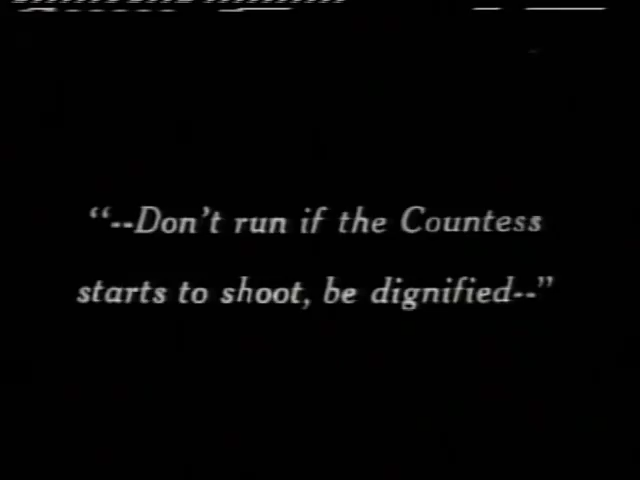 “--Don't run if the Countess
starts to shoot, be dignified--”